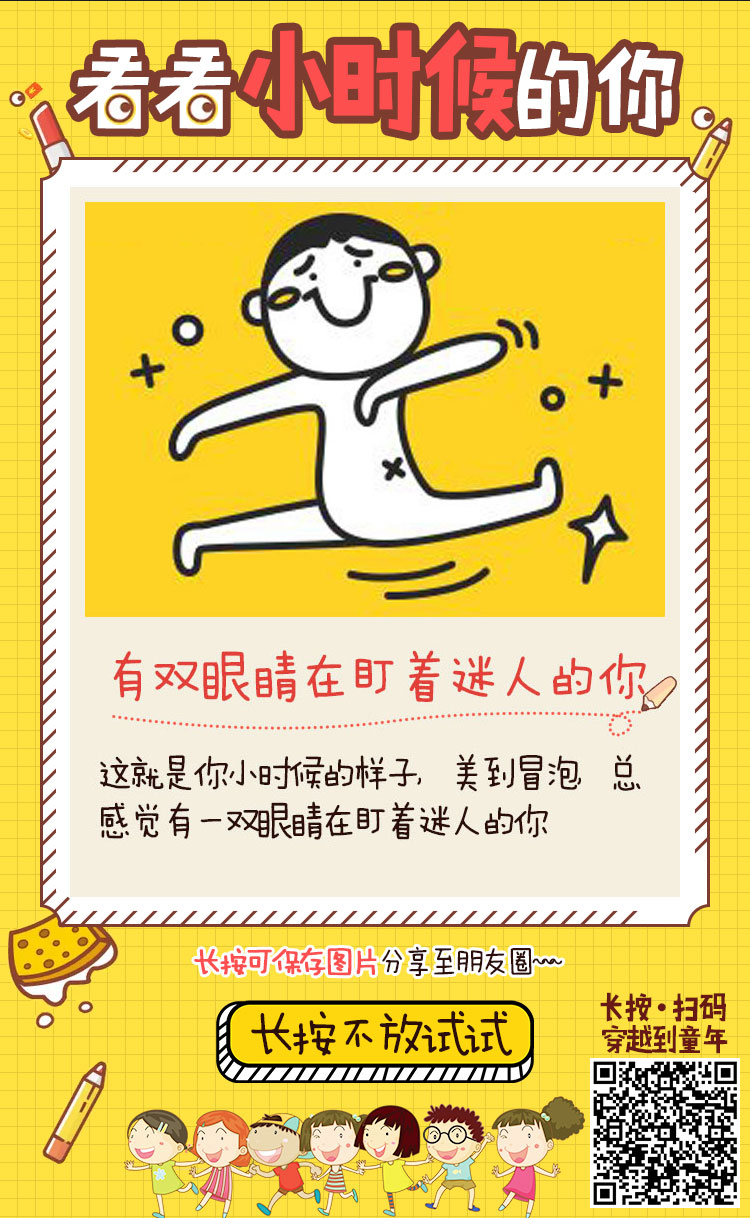 看看小时候的你
有双眼睛在盯着迷人的你
这就是你小时候的样子, 美到冒泡, 总
感觉有一双眼睛在盯着迷人的你
长按可保存图片分享至朋友圈~~
长按不放试试
长按·扫码
穿越到童年